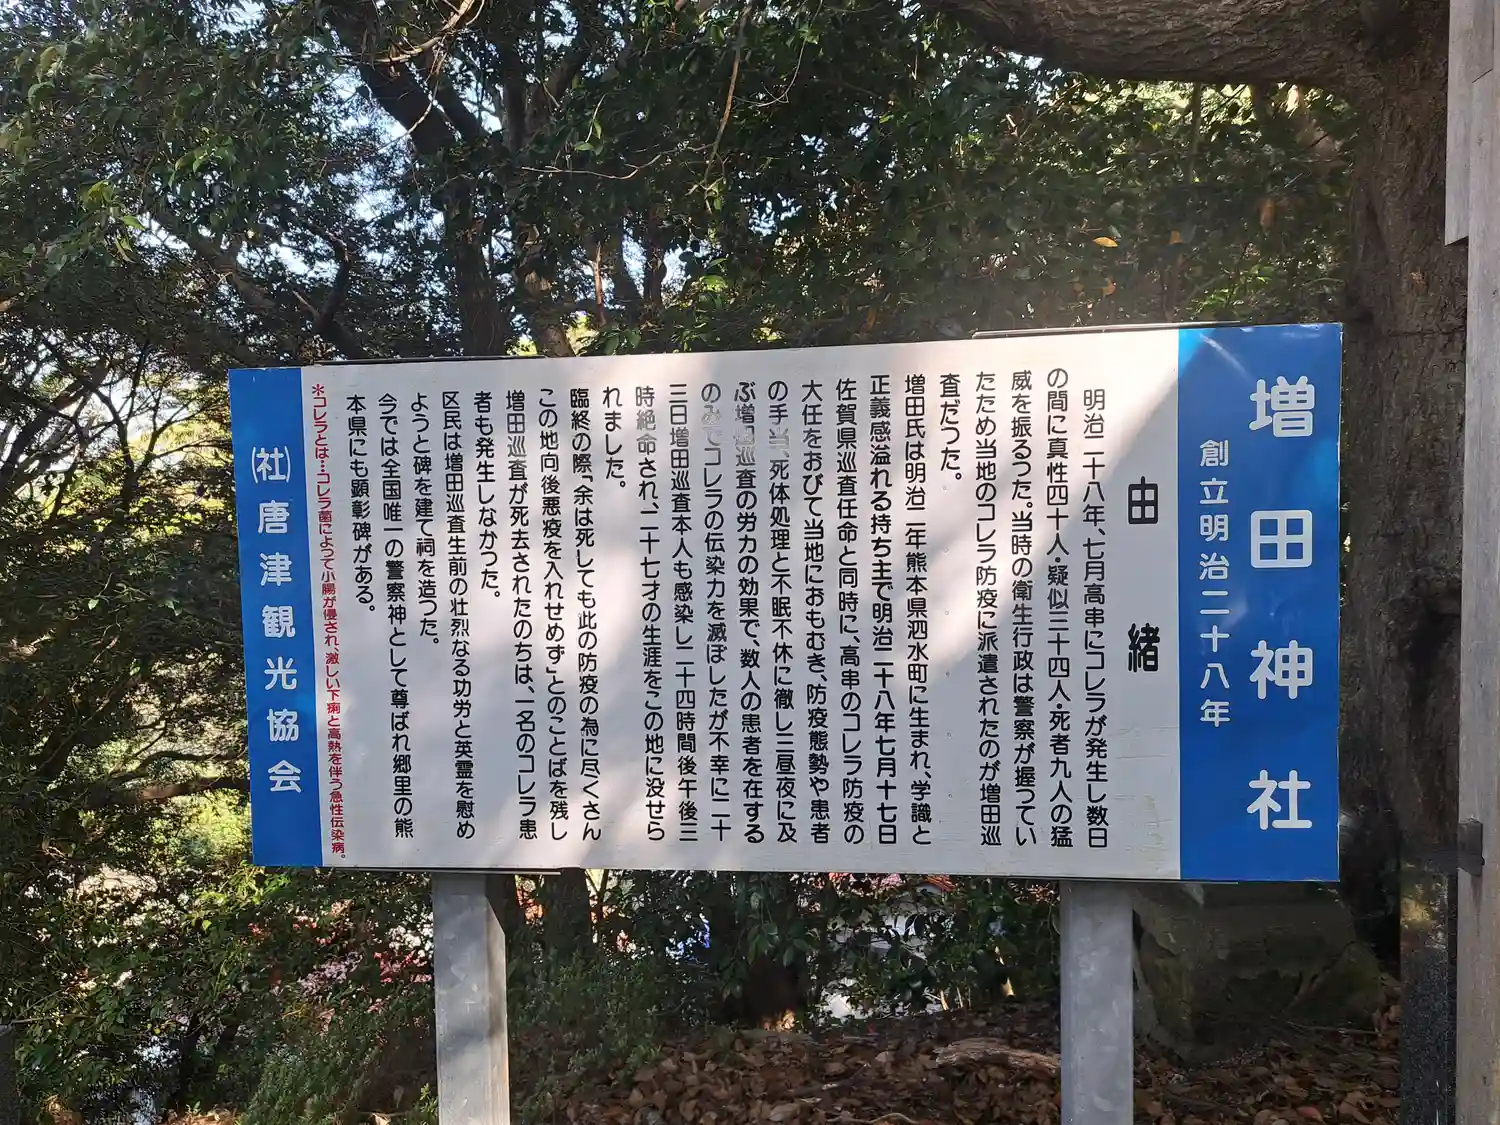 増田神社
創立明治二十八年
由緒
明治二十八年、七月高串にコレラが発生し数日
の間に真性四十人・疑似三十四人・死者九人の猛
威を振るつた。当時の衛生行政は警察が握ってい
たため当地のコレラ防疫に派遣されたのが増田巡
査だつた。
増田氏は明治二年熊本県泗水町に生まれ、学識と
正義感溢れる持ち主で明治二十八年七月十七日
佐賀県巡査任命と同時に、高串のコレラ防疫の
大任をおびて当地におもむき、防疫態勢や患者
の手当、死体処理と不眠不休に徹し三昼夜に及
ぶ増田巡査の労力の効果で、数人の患者を在する
のみでコレラの伝染力を滅ぼしたが不幸に二十
三日増田巡査本人も感染し二十四時間後午後三
時絶命され、二十七才の生涯をこの地に没せら
れました。
臨終の際「余は死しても此の防疫の為に尽くさん
この地向後悪疫を入れせめず」とのことばを残し
増田巡査が死去されたのちは、一名のコレラ患
者も発生しなかつた。
区民は増田巡査生前の壮烈なる功労と英霊を慰め
ようと碑を建て祠を造つた。
今では全国唯一の警察神として尊ばれ郷里の熊
本県にも顕彰碑がある。
＊コレラとは…コレラ菌によって小腸が侵され、激しい下痢と高熱を伴う急性伝染病。
(社)唐津観光協会